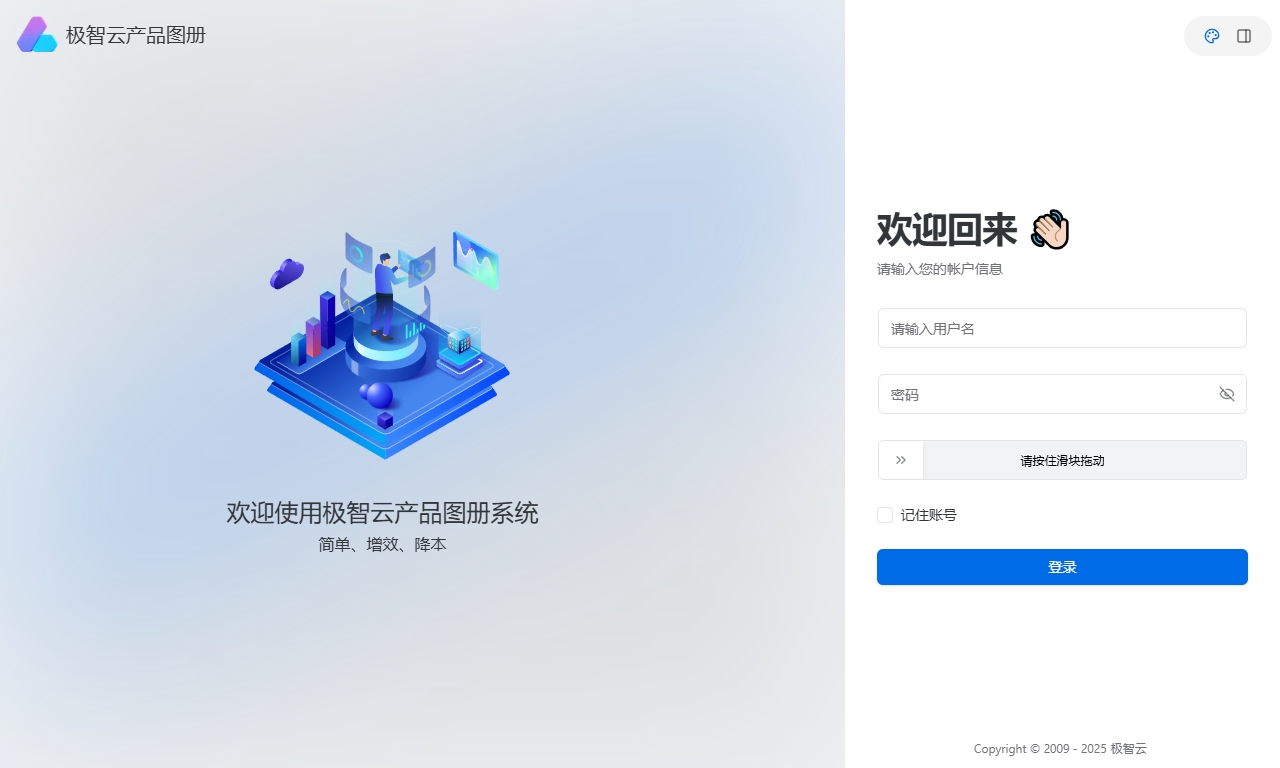 极智云产品图册
欢迎使用极智云产品图册系统
简单、增效、降本
欢迎回来
请输入您的帐户信息
请输入用户名
密码
请按住滑块拖动
记住账号
登录
Copyright © 2009 - 2025 极智云